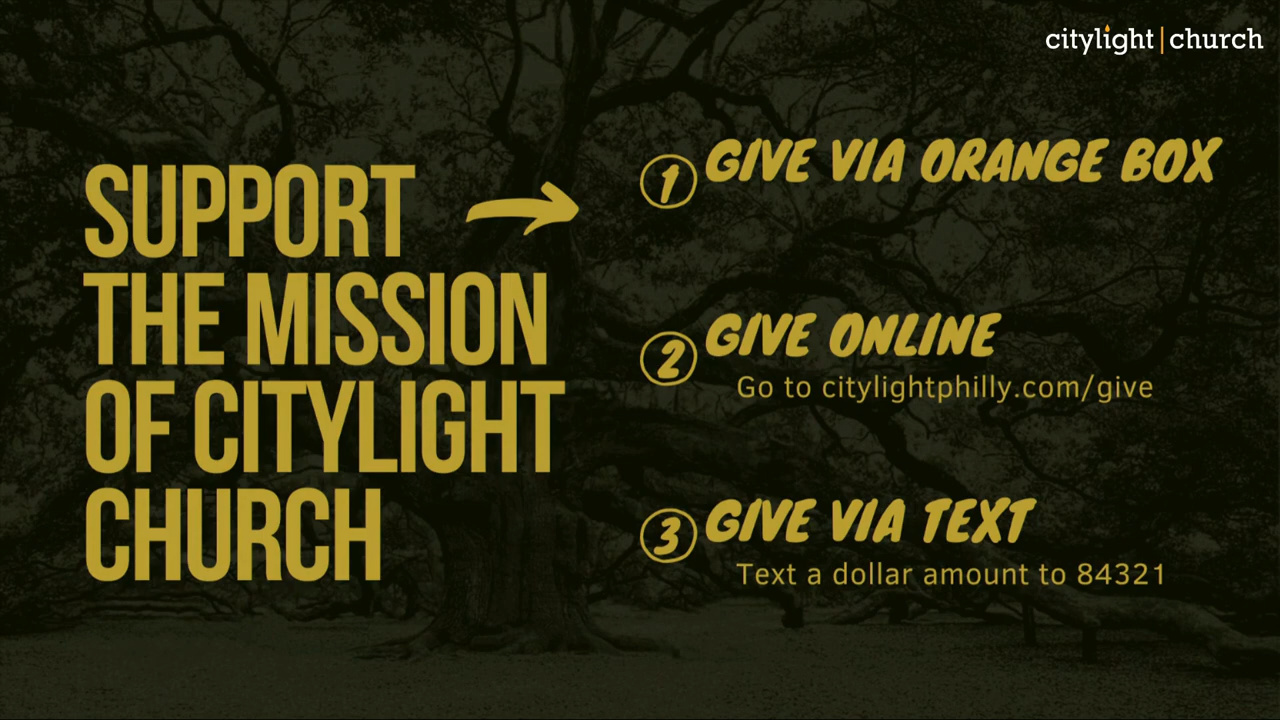 citylight|church
SUPPORT
THE MISSION
OF CITYLIGHT
CHURCH
1 GIVE VIA ORANGE BOX
2 GIVE ONLINE
Go to citylightphilly.com/give
3 GIVE VIA TEXT
Text a dollar amount to 84321